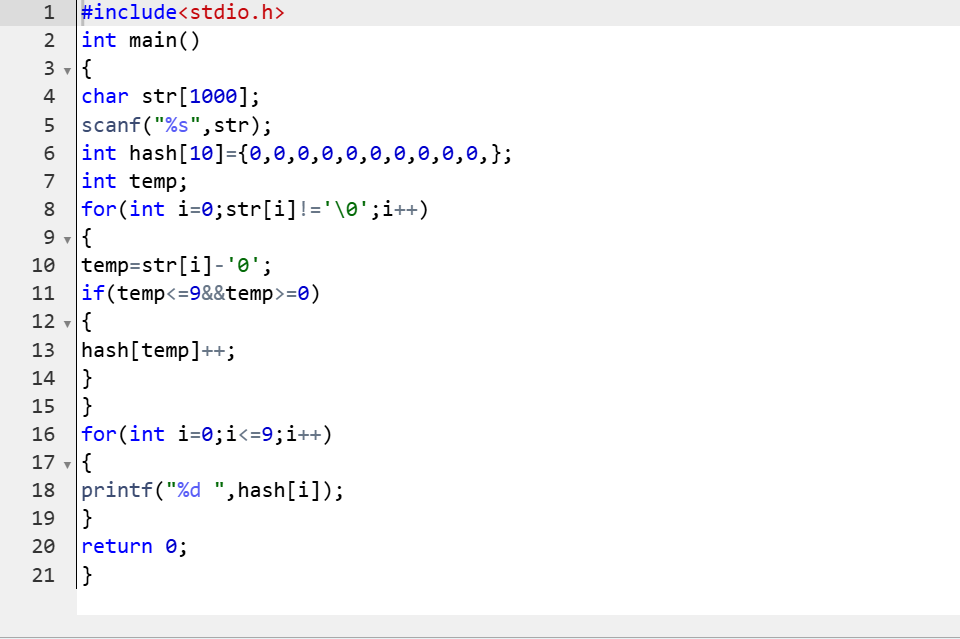 1 #include<stdio.h>
2 int main()
3 {
4 char str[1000];
5 scanf("%s",str);
6 int hash[10]={0,0,0,0,0,0,0,0,0,0,};
7 int temp;
8 for(int i=0;str[i]!='\0';i++)
9 {
10 temp=str[i]-'0';
11 if(temp<=9&&temp>=0)
12 {
13 hash[temp]++;
14 }
15 }
16 for(int i=0;i<=9;i++)
17 {
18 printf("%d ",hash[i]);
19 }
20 return 0;
21 }